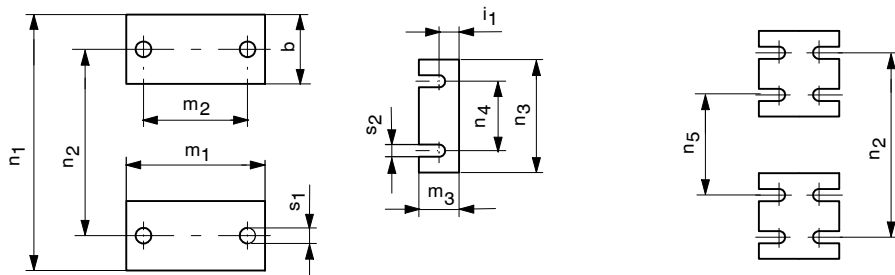 n₁
n₂
m₂
b
m₁
s₁
i₁
s₂
n₄
n₃
m₃
n₅
n₂